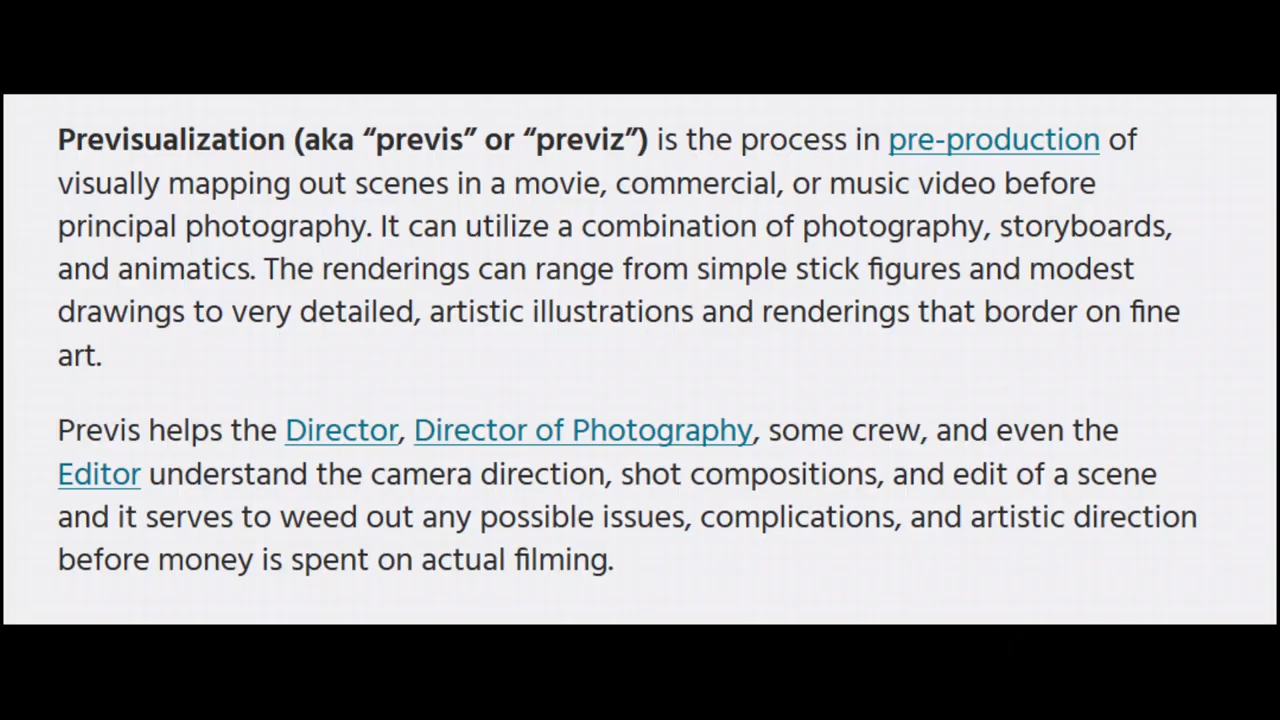 Previsualization (aka “previs” or “previz”) is the process in pre-production of
visually mapping out scenes in a movie, commercial, or music video before
principal photography. It can utilize a combination of photography, storyboards,
and animatics. The renderings can range from simple stick figures and modest
drawings to very detailed, artistic illustrations and renderings that border on fine
art.
Previs helps the Director, Director of Photography, some crew, and even the
Editor understand the camera direction, shot compositions, and edit of a scene
and it serves to weed out any possible issues, complications, and artistic direction
before money is spent on actual filming.